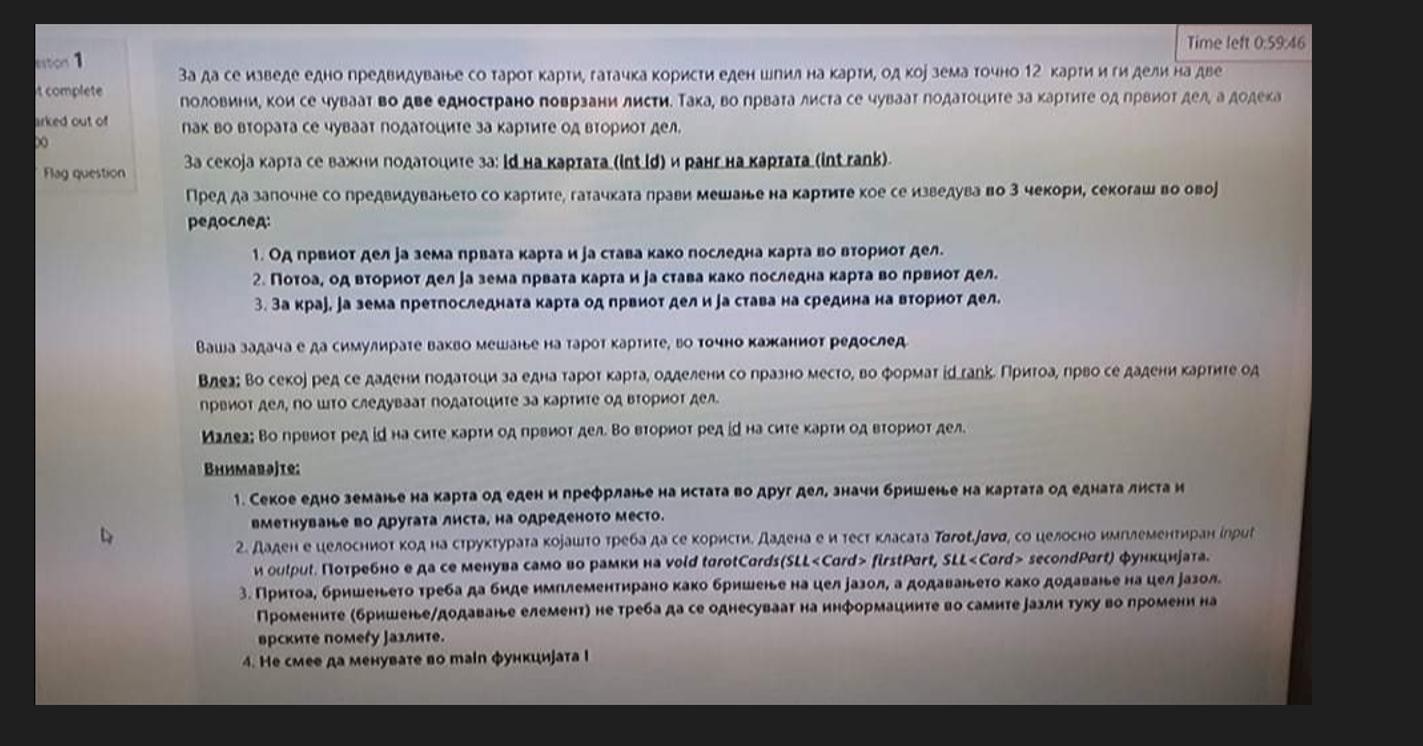 Time left 0:59:46
estion 1
t complete
arked out of
00
Flag question
За да се изведе едно предвидување со тарот карти, гатачка користи еден шпил на карти, од кој зема точно 12 карти и ги дели на две
половини, кои се чуваат во две еднострано поврзани листи. Така, во првата листа се чуваат податоците за картите од првиот дел, а додека
пак во втората се чуваат податоците за картите од вториот дел.
За секоја карта се важни податоците за: Id на картата (int id) и ранг на картата (int rank).
Пред да започне со предвидувањето со картите, гатачката прави мешање на картите кое се изведува во 3 чекори, секогаш во овој
редослед:
1. Од првиот дел ја зема првата карта и ја става како последна карта во вториот дел.
2. Потоа, од вториот дел ја зема првата карта и ја става како последна карта во првиот дел.
3. За крај, ја зема претпоследната карта од првиот дел и ја става на средина на вториот дел.
Ваша задача е да симулирате вакво мешање на тарот картите, во точно кажаниот редослед.
Влез: Во секој ред се дадени податоци за една тарот карта, одделени со празно место, во формат id rank. Притоа, прво се дадени картите од
првиот дел, по што следуваат податоците за картите од вториот дел.
Излез: Во првиот ред id на сите карти од првиот дел. Во вториот ред id на сите карти од вториот дел.
Внимавајте:
1. Секое едно земање на карта од еден и префрлање на истата во друг дел, значи бришење на картата од едната листа и
вметнување во другата листа, на одреденото место.
2. Даден е целосниот код на структурата којашто треба да се користи. Дадена е и тест класата Tarot.java, со целосно имплементиран input
и output. Потребно е да се менува само во рамки на void tarotCards(SLL<Card> firstPart, SLL<Card> secondPart) функцијата.
3. Притоа, бришењето треба да биде имплементирано како бришење на цел јазол, а додавањето како додавање на цел јазол.
Промените (бришење/додавање елемент) не треба да се однесуваат на информациите во самите јазли туку во промени на
врските помеѓу јазлите.
4. Не смее да менувате во main функцијата !